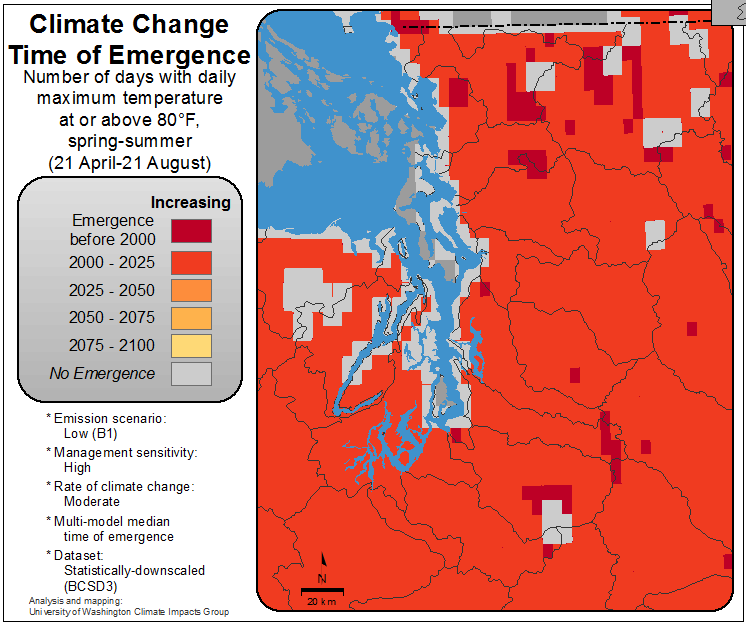 Climate Change
Time of Emergence
Number of days with daily
maximum temperature
at or above 80°F,
spring-summer
(21 April-21 August)
Increasing
Emergence
before 2000
2000 - 2025
2025 - 2050
2050 - 2075
2075 - 2100
No Emergence
* Emission scenario:
Low (B1)
* Management sensitivity:
High
* Rate of climate change:
Moderate
* Multi-model median
time of emergence
* Dataset:
Statistically-downscaled
(BCSD3)
Analysis and mapping:
University of Washington Climate Impacts Group
N
20 km